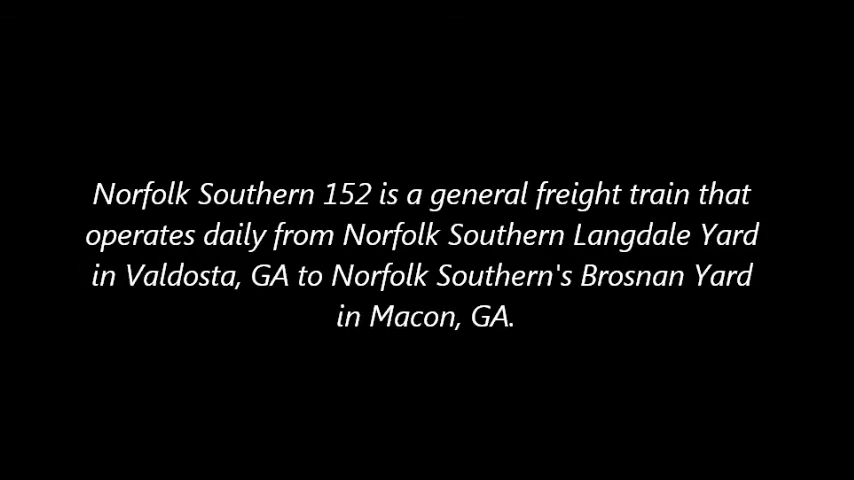 Norfolk Southern 152 is a general freight train that
operates daily from Norfolk Southern Langdale Yard
in Valdosta, GA to Norfolk Southern's Brosnan Yard
in Macon, GA.